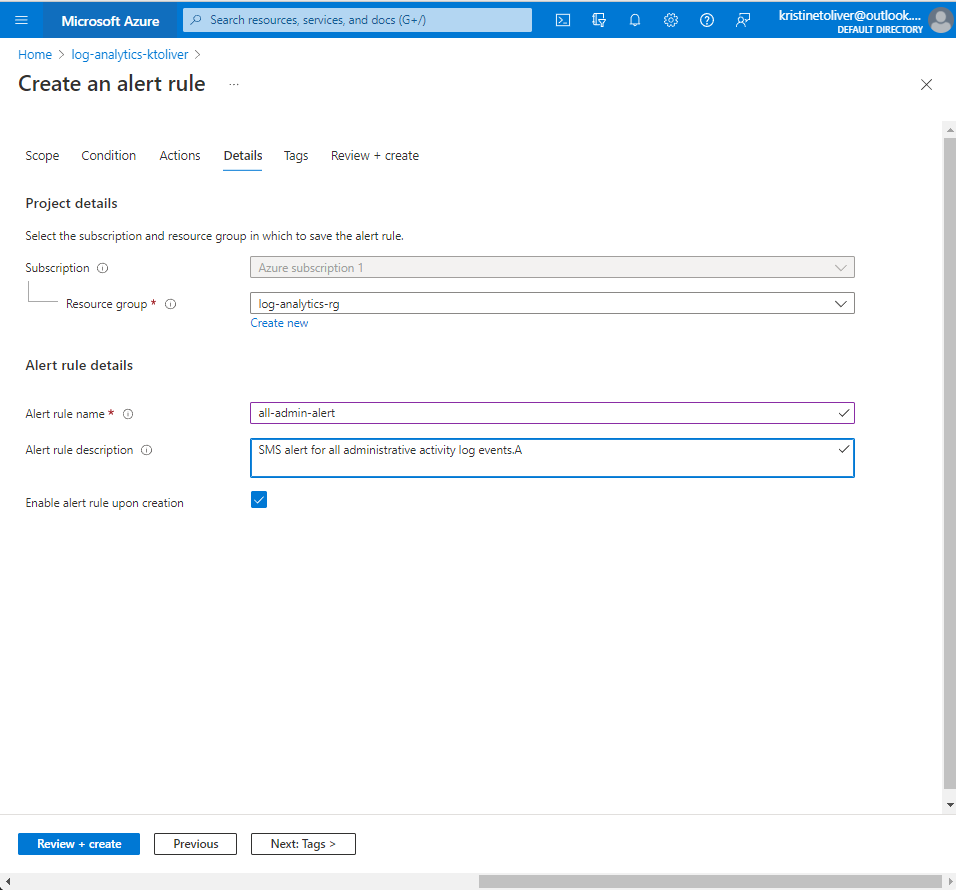 Microsoft Azure
Search resources, services, and docs (G+/)
kristinetoliver@outlook....
DEFAULT DIRECTORY
Home > log-analytics-ktoliver >
Create an alert rule ...
Scope Condition Actions Details Tags Review + create
Project details
Select the subscription and resource group in which to save the alert rule.
Subscription
Azure subscription 1
Resource group *
log-analytics-rg
Create new
Alert rule details
Alert rule name *
all-admin-alert
Alert rule description
SMS alert for all administrative activity log events.A
Enable alert rule upon creation
Review + create Previous Next: Tags >